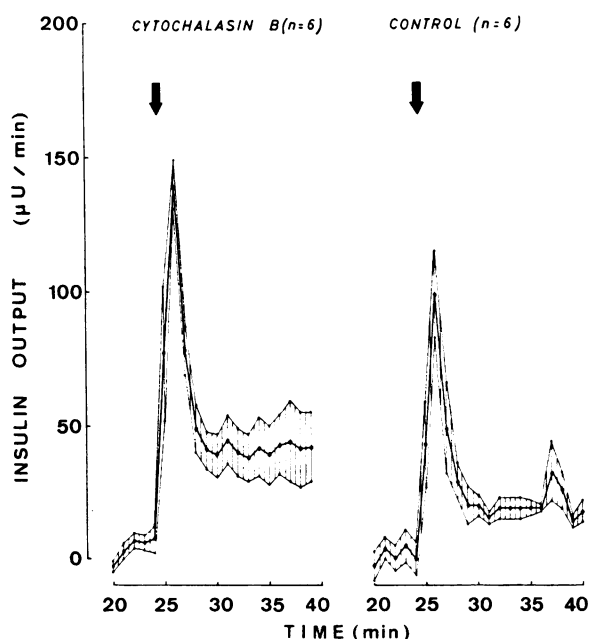 200
CYTOCHALASIN B(n=6)
CONTROL (n=6)
150
100
50
0
INSULIN OUTPUT (µU / min)
20 25 30 35 40
20 25 30 35 40
TIME (min)